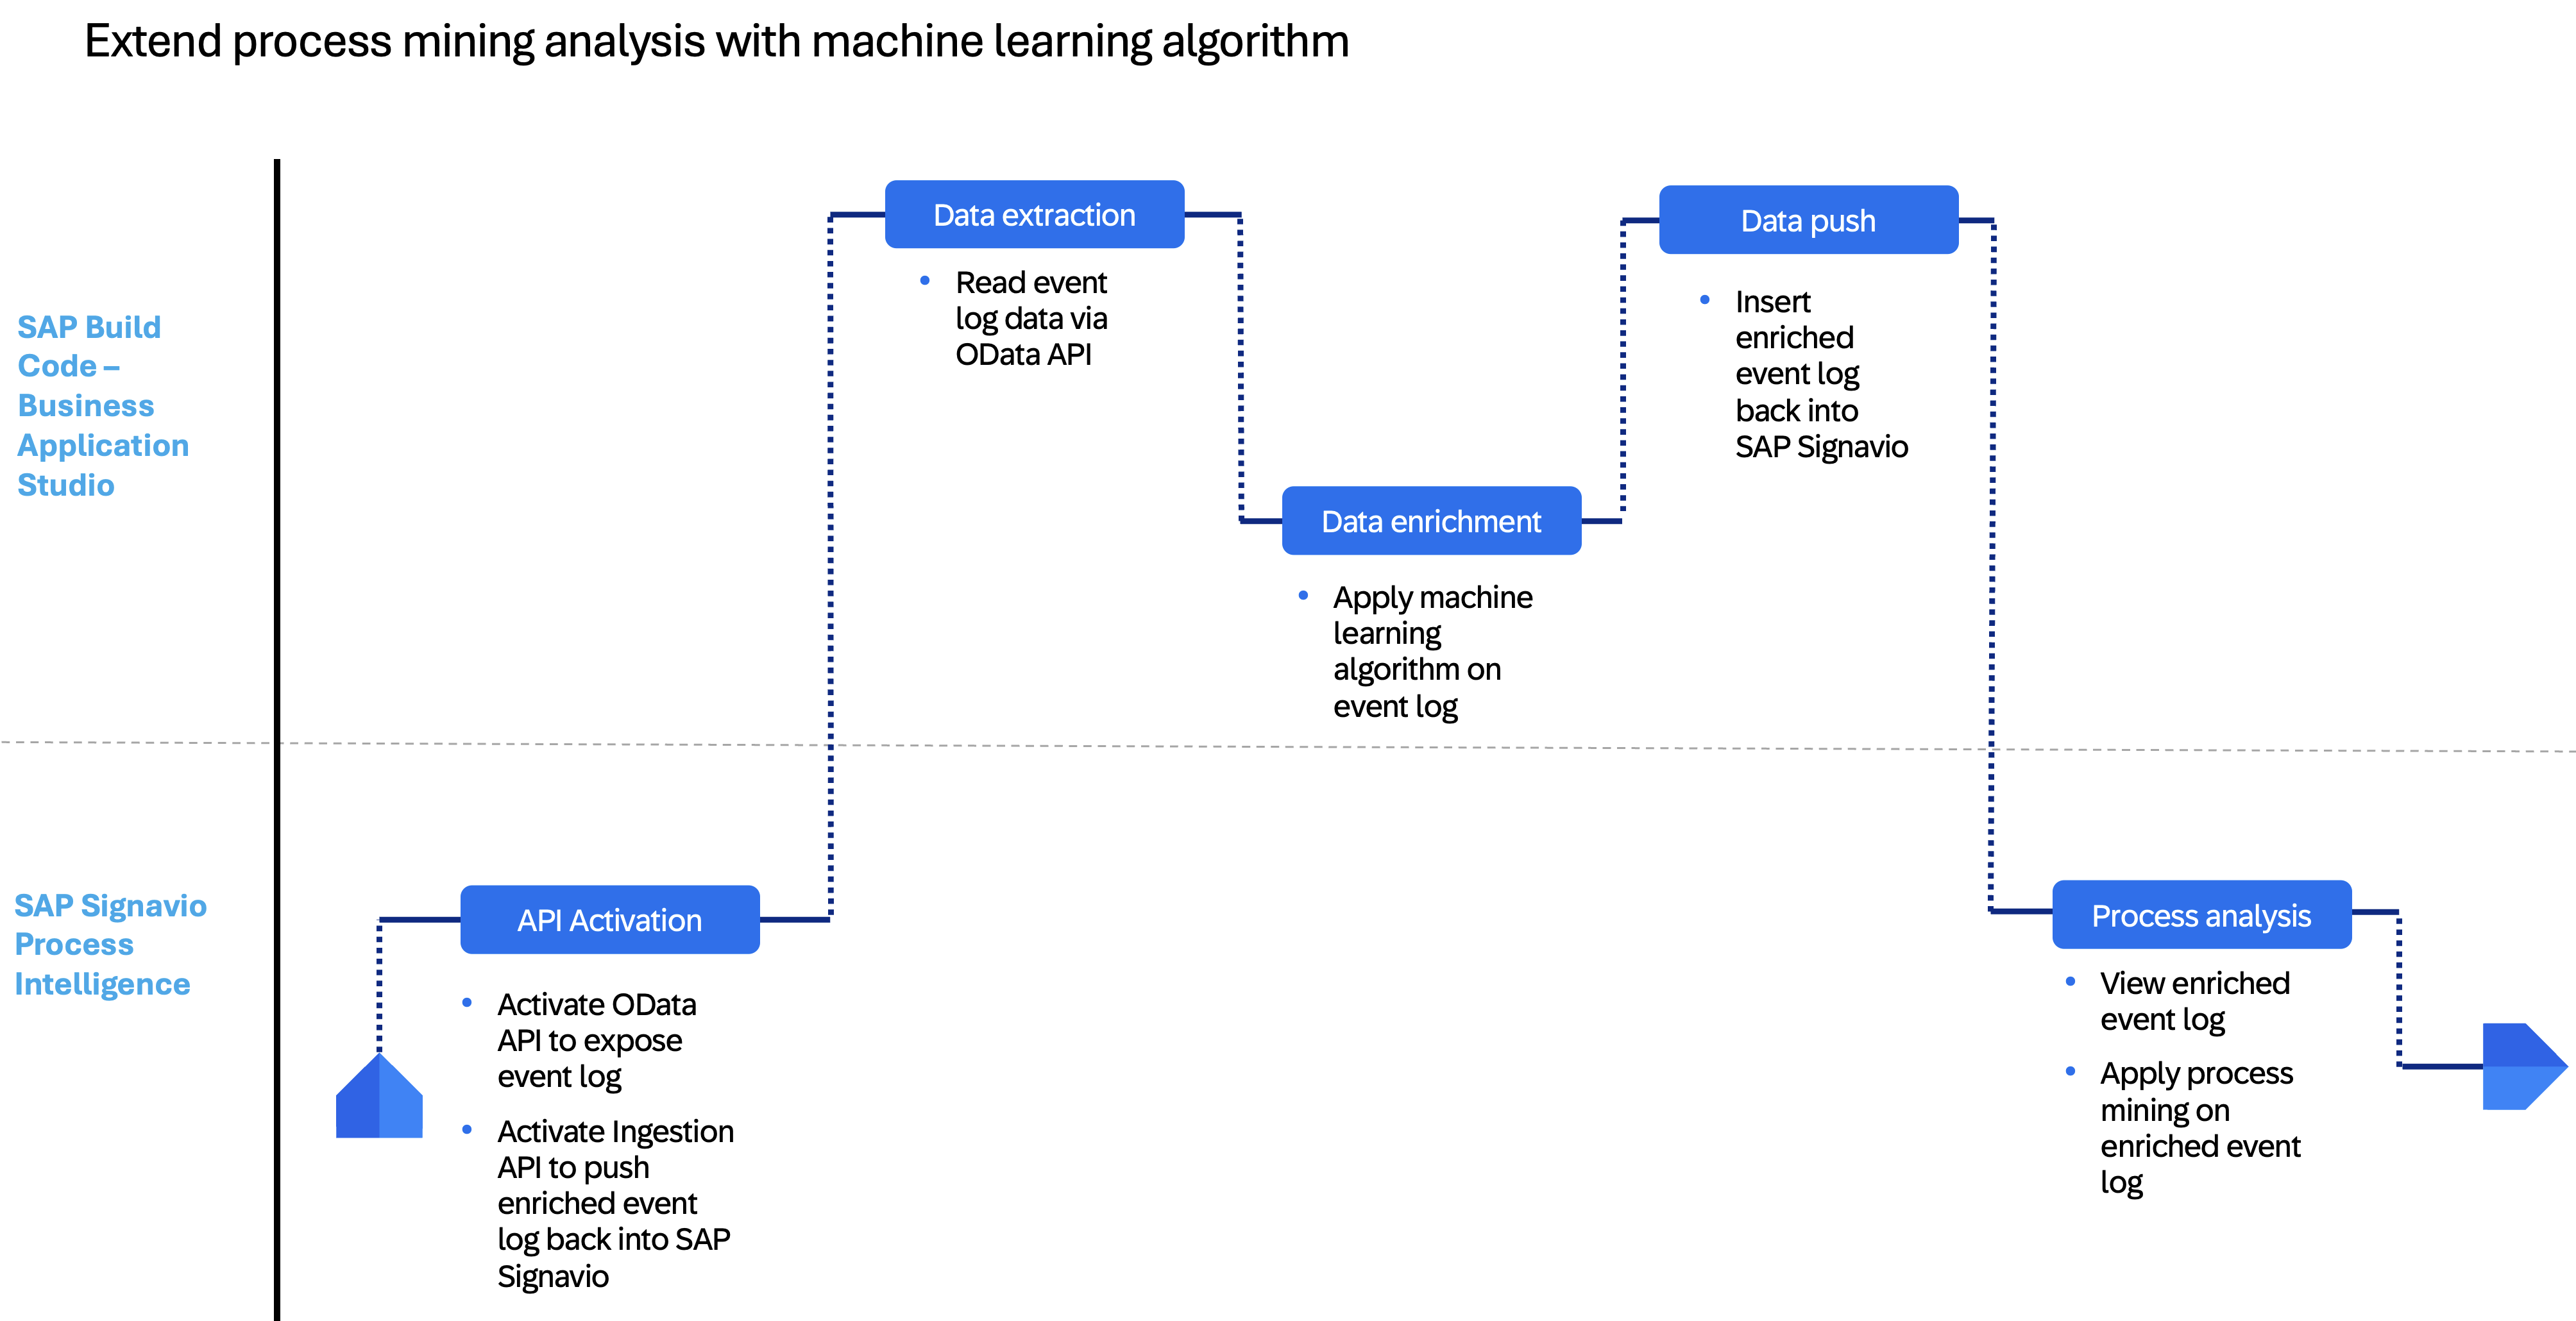 Extend process mining analysis with machine learning algorithm
SAP Build
Code –
Business
Application
Studio
Data extraction
Read event
log data via
OData API
Data enrichment
Apply machine
learning
algorithm on
event log
Data push
Insert
enriched
event log
back into
SAP Signavio
SAP Signavio
Process
Intelligence
API Activation
Activate OData
API to expose
event log
Activate Ingestion
API to push
enriched event
log back into SAP
Signavio
Process analysis
View enriched
event log
Apply process
mining on
enriched event
log